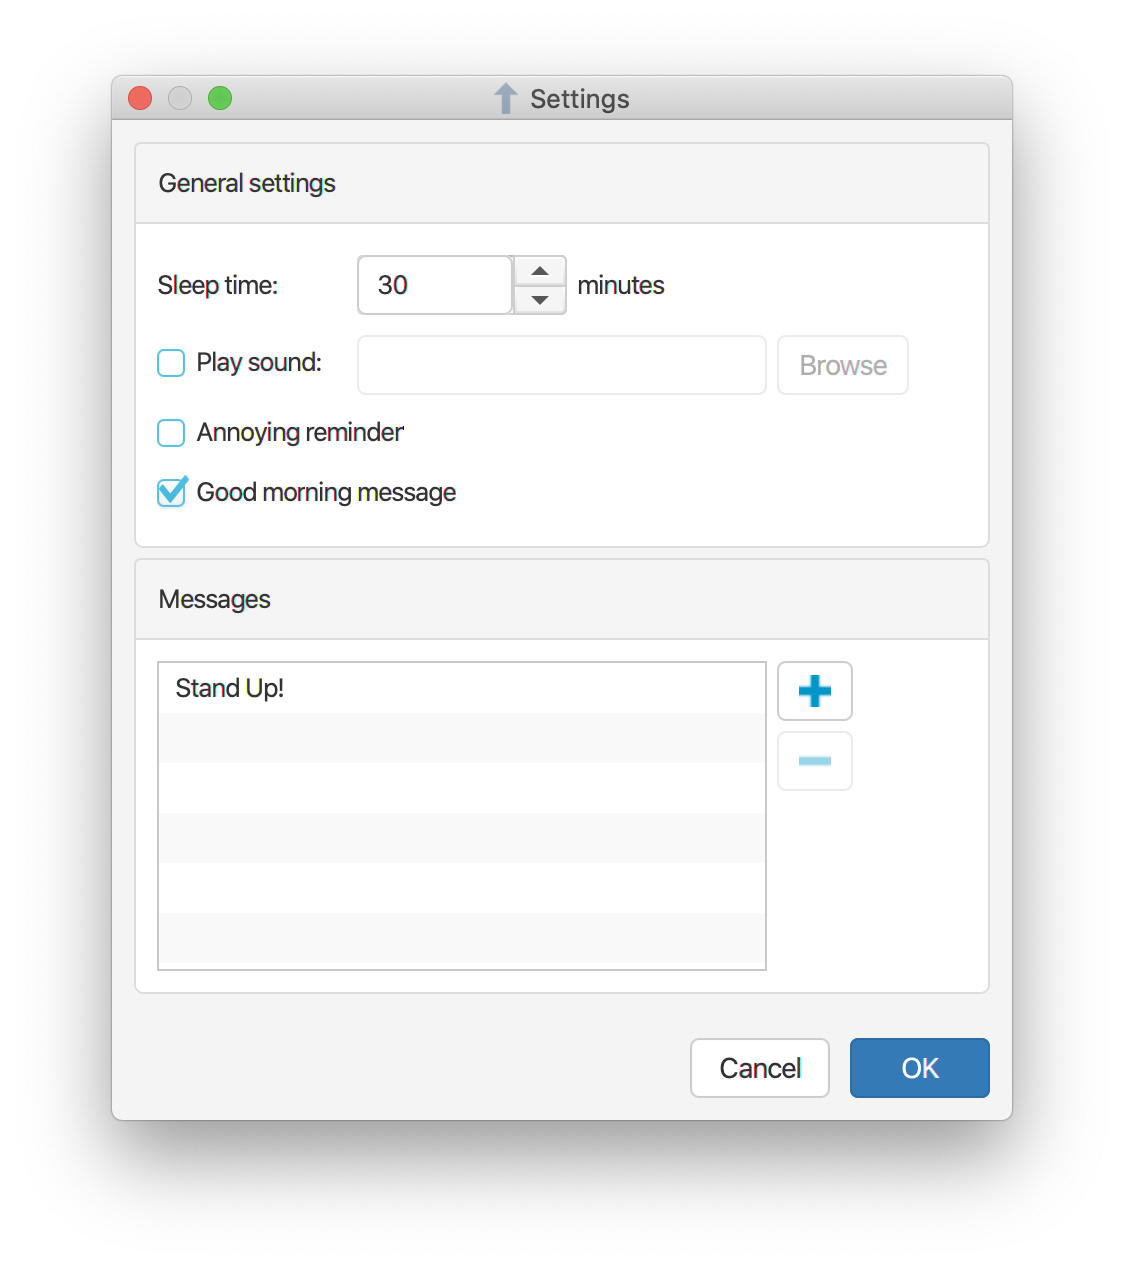 Settings
General settings
Sleep time: 30 minutes
Play sound: Browse
Annoying reminder
Good morning message
Messages
Stand Up!
Cancel OK